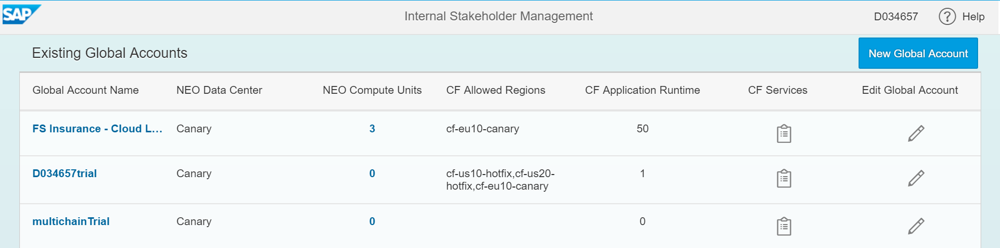 SAP Internal Stakeholder Management D034657 ? Help
Existing Global Accounts New Global Account
Global Account Name NEO Data Center NEO Compute Units CF Allowed Regions CF Application Runtime CF Services Edit Global Account
FS Insurance - Cloud L... Canary 3 cf-eu10-canary 50
D034657trial Canary 0 cf-us10-hotfix,cf-us20- 1
hotfix,cf-eu10-canary
multichainTrial Canary 0 0